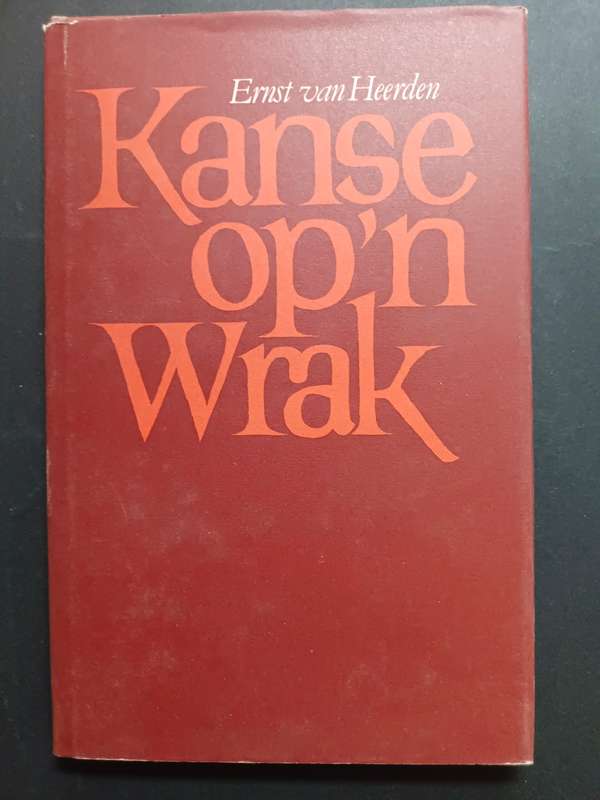 Ernst van Heerden
Kanse
op 'n
Wrak